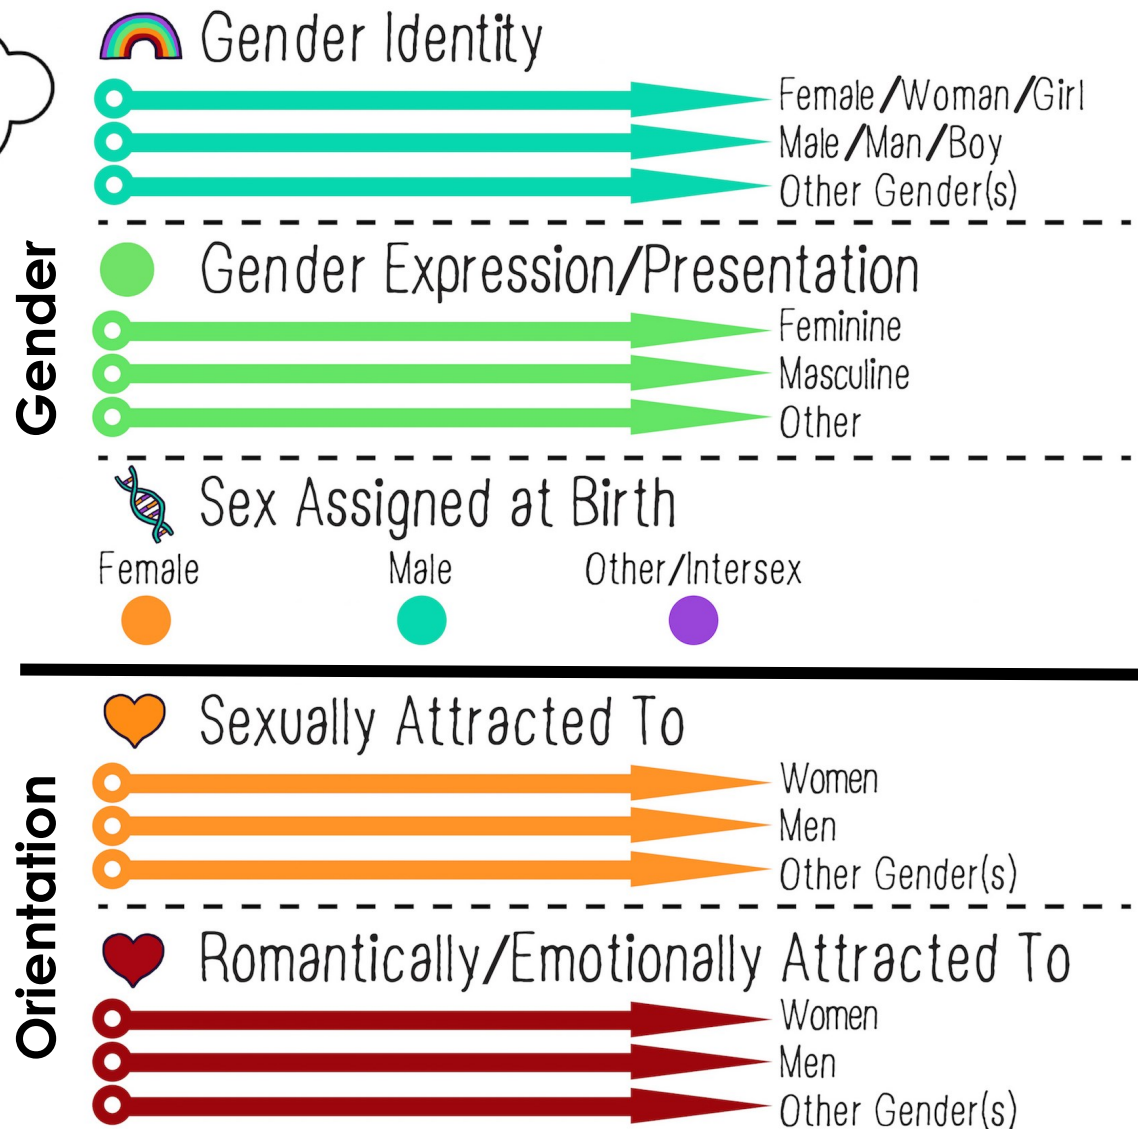 Gender
Gender Identity
Female/Woman/Girl
Male/Man/Boy
Other Gender(s)
Gender Expression/Presentation
Feminine
Masculine
Other
Sex Assigned at Birth
Female Male Other/Intersex
Orientation
Sexually Attracted To
Women
Men
Other Gender(s)
Romantically/Emotionally Attracted To
Women
Men
Other Gender(s)